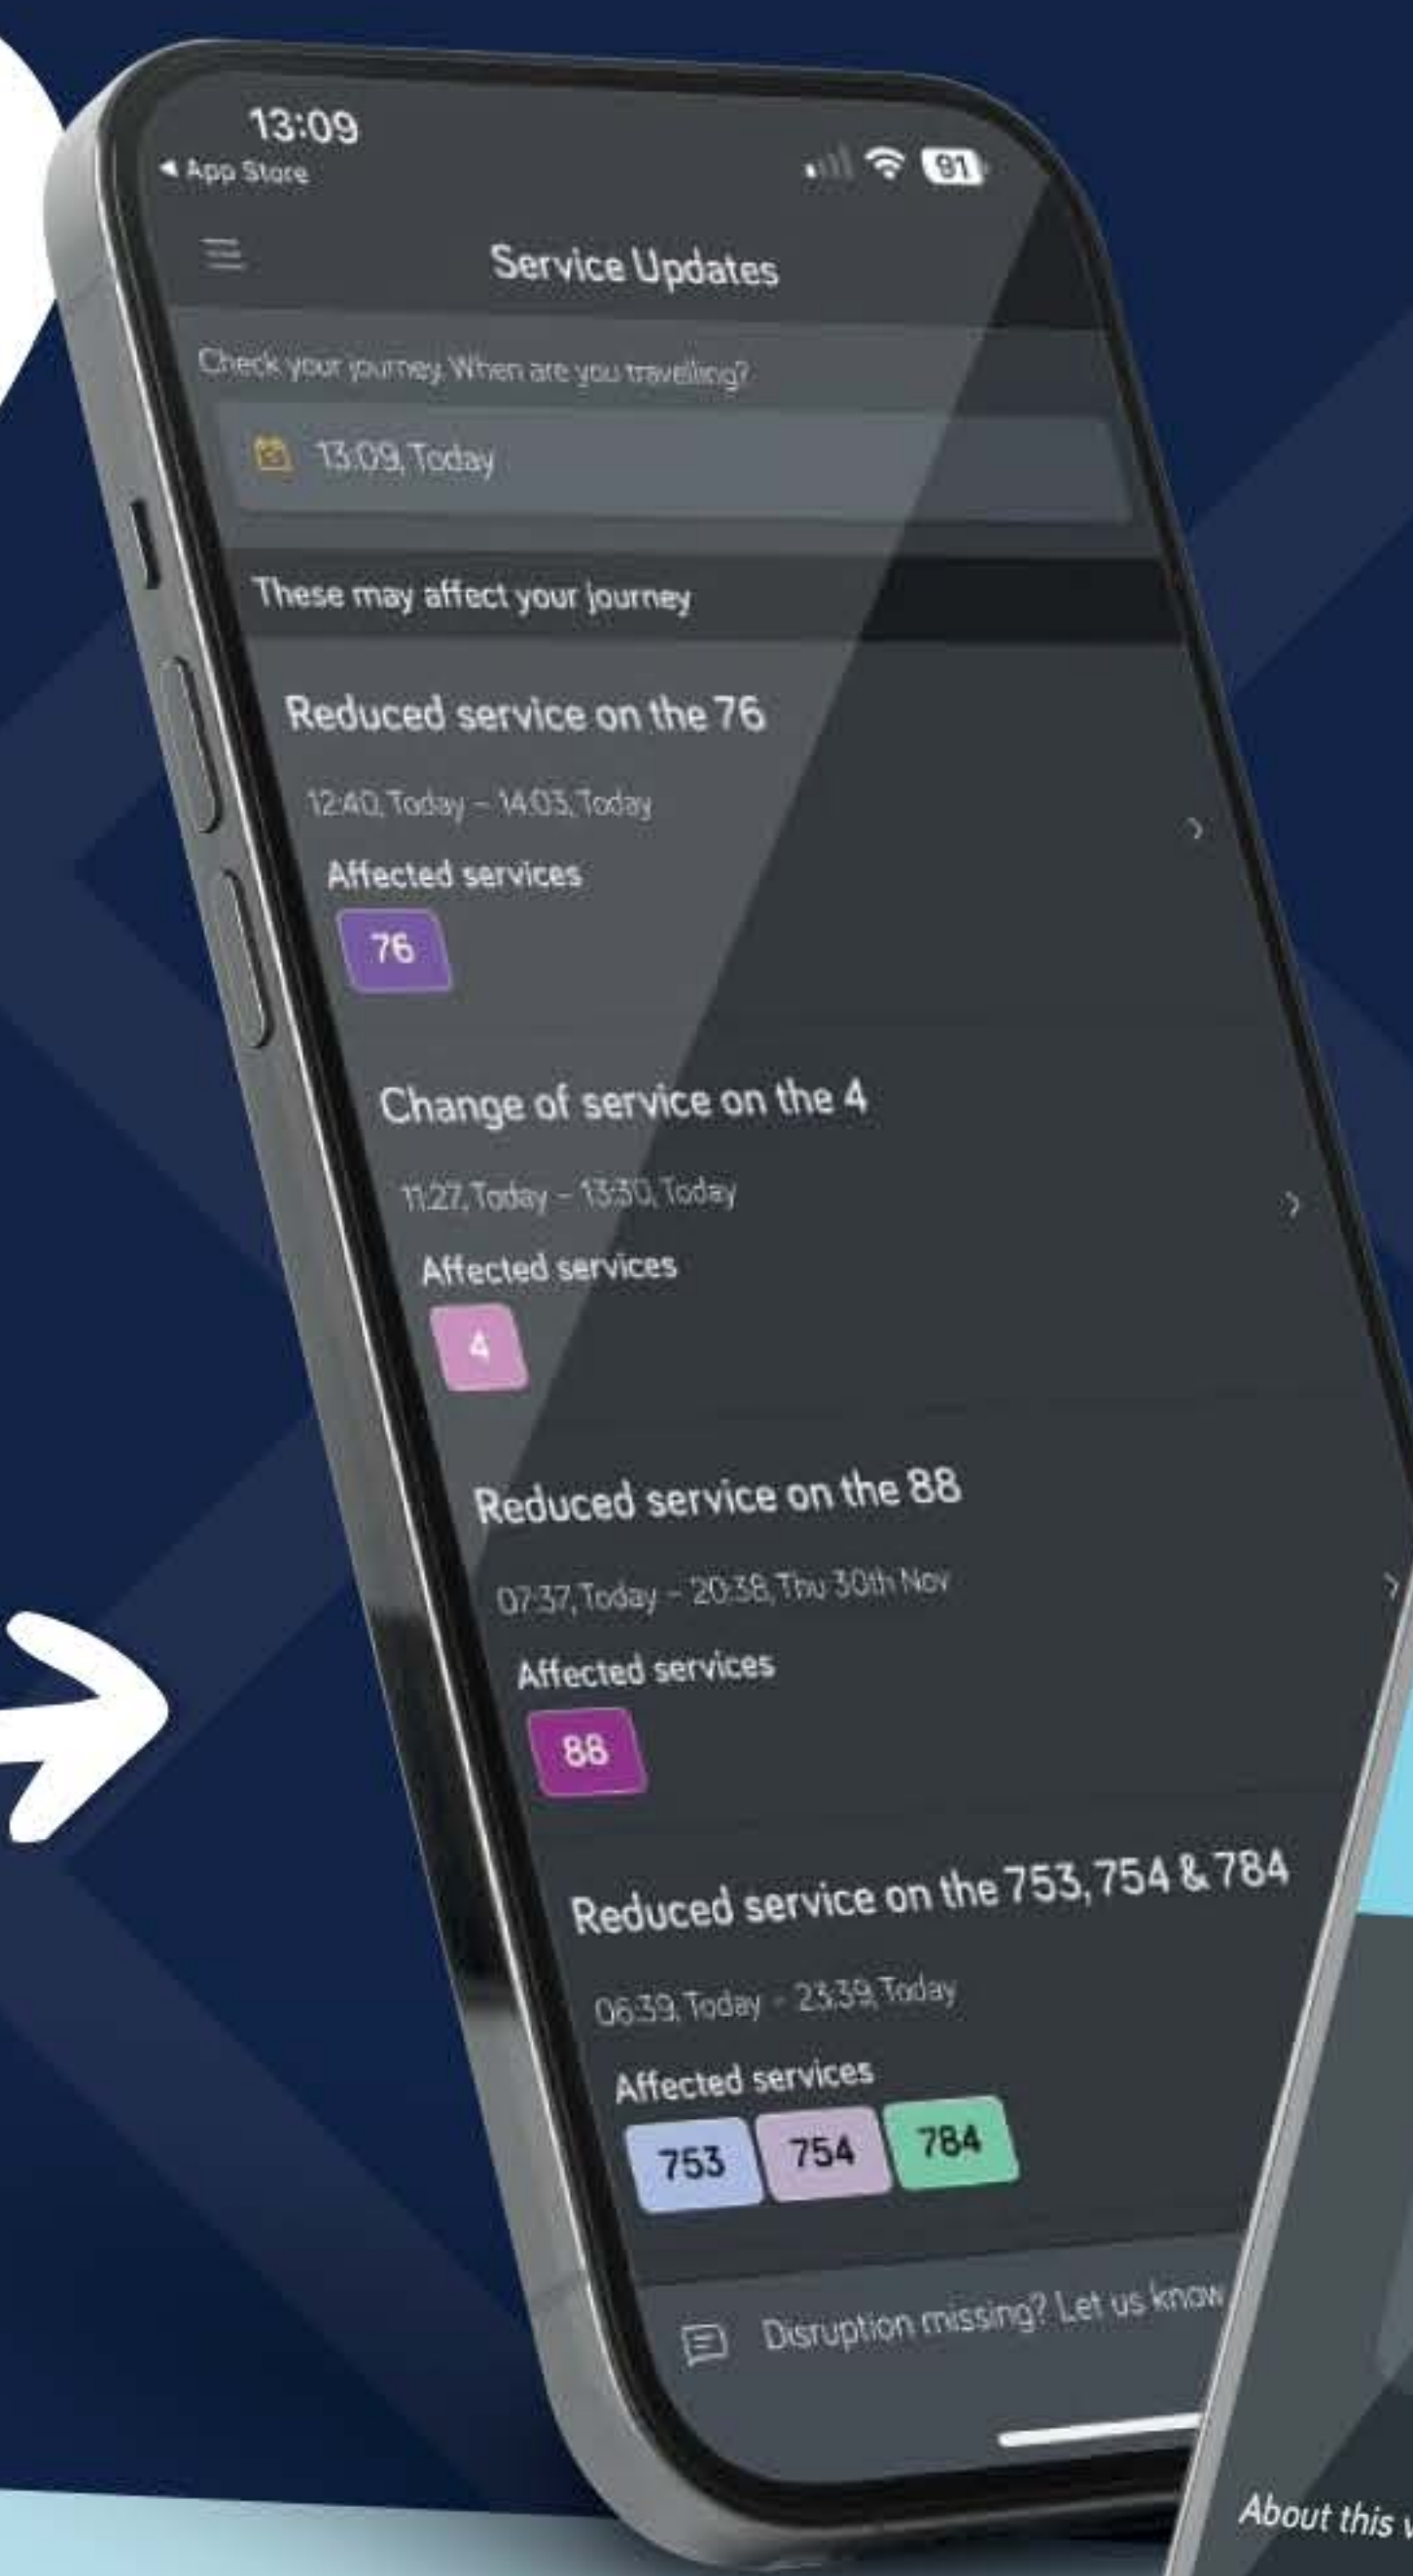 13:09
App Store
91
Service Updates
Check your journey. When are you travelling?
13:09, Today
These may affect your journey
Reduced service on the 76
12:40, Today – 14:03, Today
Affected services
76
Change of service on the 4
11:27, Today – 13:30, Today
Affected services
4
Reduced service on the 88
07:37, Today – 20:38, Thu 30th Nov
Affected services
88
Reduced service on the 753, 754 & 784
06:39, Today – 23:39, Today
Affected services
753 754 784
Disruption missing? Let us know
About this